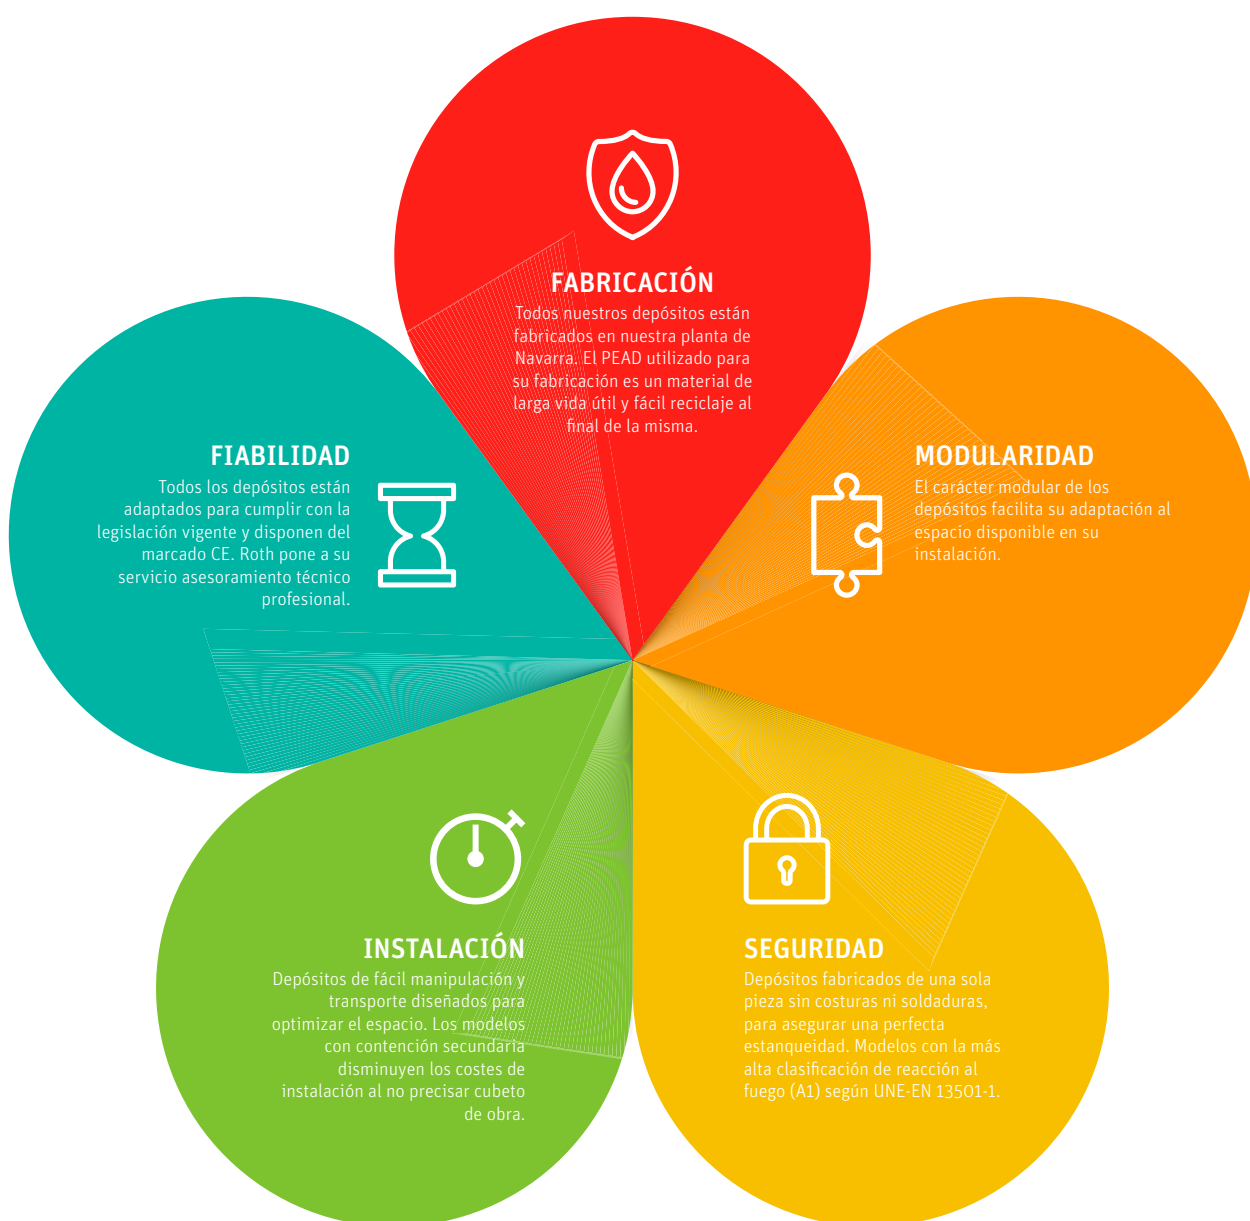 FABRICACIÓN
Todos nuestros depósitos están
fabricados en nuestra planta de
Navarra. El PEAD utilizado para
su fabricación es un material de
larga vida útil y fácil reciclaje al
final de la misma.
FIABILIDAD
Todos los depósitos están
adaptados para cumplir con la
legislación vigente y disponen del
marcado CE. Roth pone a su
servicio asesoramiento técnico
profesional.
MODULARIDAD
El carácter modular de los
depósitos facilita su adaptación al
espacio disponible en su
instalación.
INSTALACIÓN
Depósitos de fácil manipulación y
transporte diseñados para
optimizar el espacio. Los modelos
con contención secundaria
disminuyen los costes de
instalación al no precisar cubeto
de obra.
SEGURIDAD
Depósitos fabricados de una sola
pieza sin costuras ni soldaduras,
para asegurar una perfecta
estanqueidad. Modelos con la más
alta clasificación de reacción al
fuego (A1) según UNE-EN 13501-1.